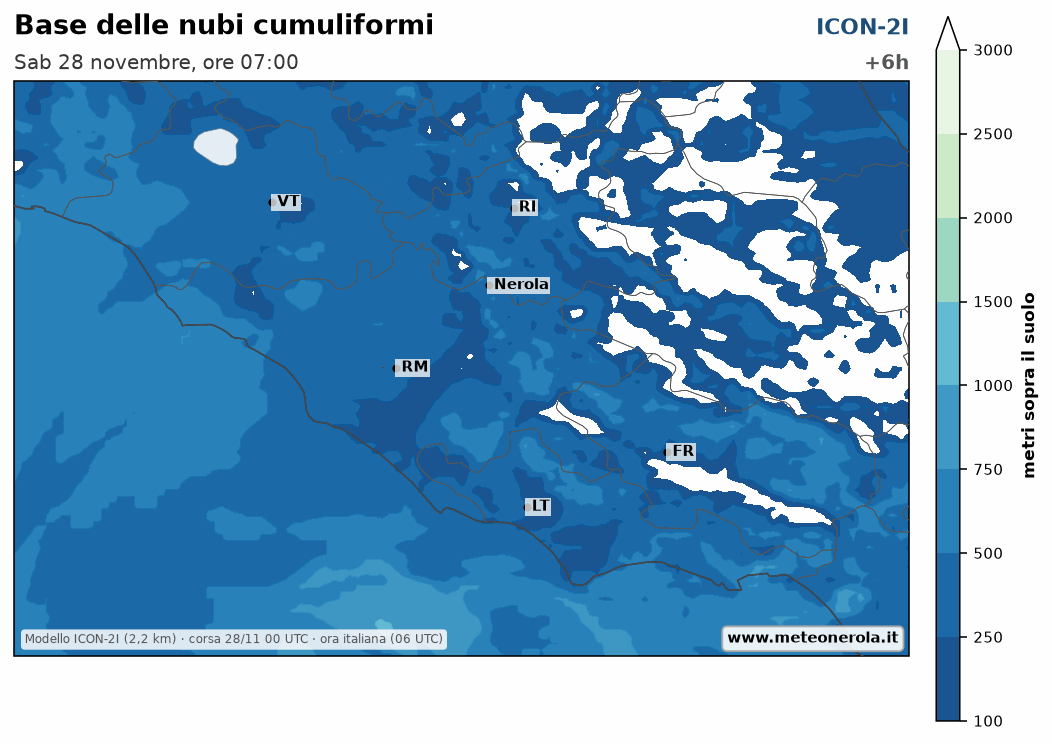 Base delle nubi cumuliformi
ICON-2I
Sab 28 novembre, ore 07:00
+6h
VT
RI
Nerola
RM
FR
LT
Modello ICON-2I (2,2 km) · corsa 28/11 00 UTC · ora italiana (06 UTC)
www.meteonerola.it
3000
2500
2000
1500
1000
750
500
250
100
metri sopra il suolo